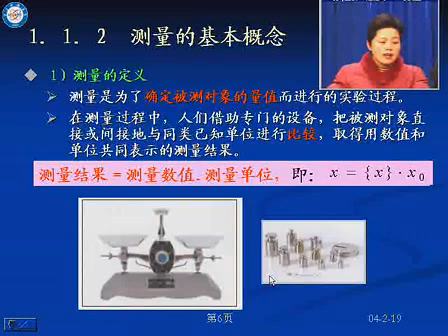 1．1．2 测量的基本概念
1）测量的定义
测量是为了确定被测对象的量值而进行的实验过程。
在测量过程中，人们借助专门的设备，把被测对象直
接或间接地与同类已知单位进行比较，取得用数值和
单位共同表示的测量结果。
测量结果＝测量数值.测量单位，即： x = {x}·x₀
第6页
04-2-19